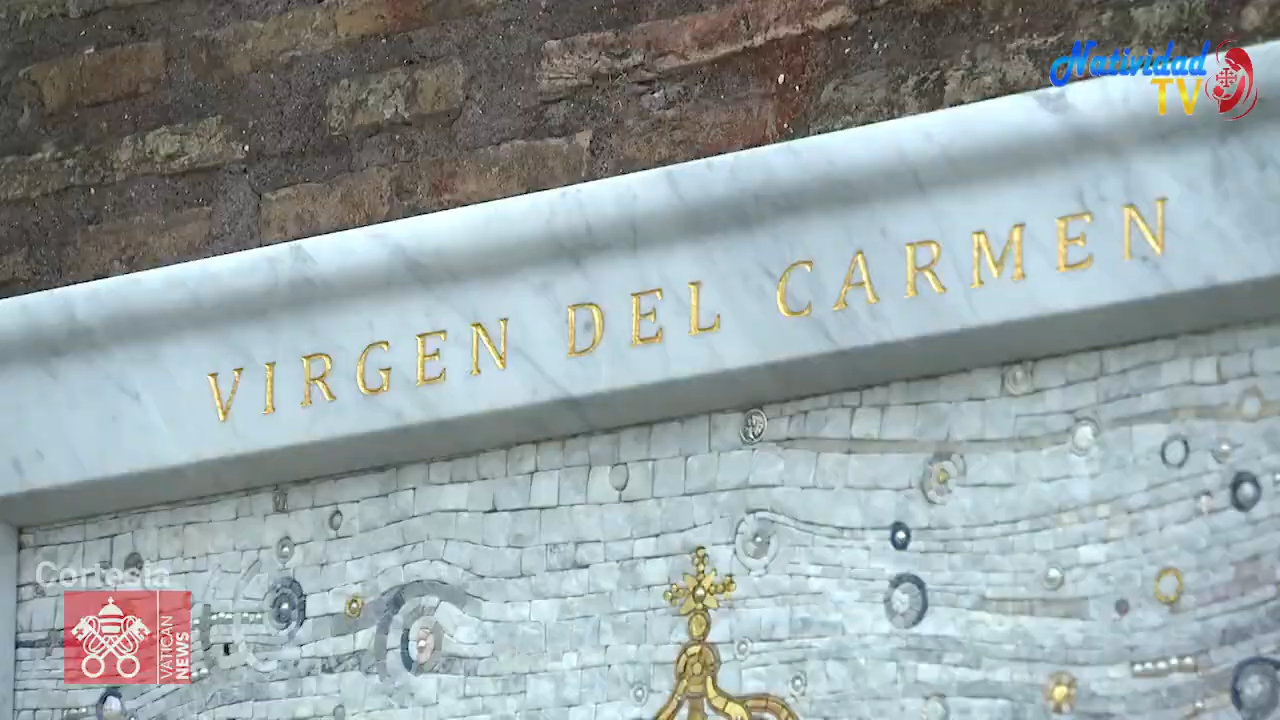 Natividad
TV
VIRGEN DEL CARMEN
Cortesía
VATICAN
NEWS